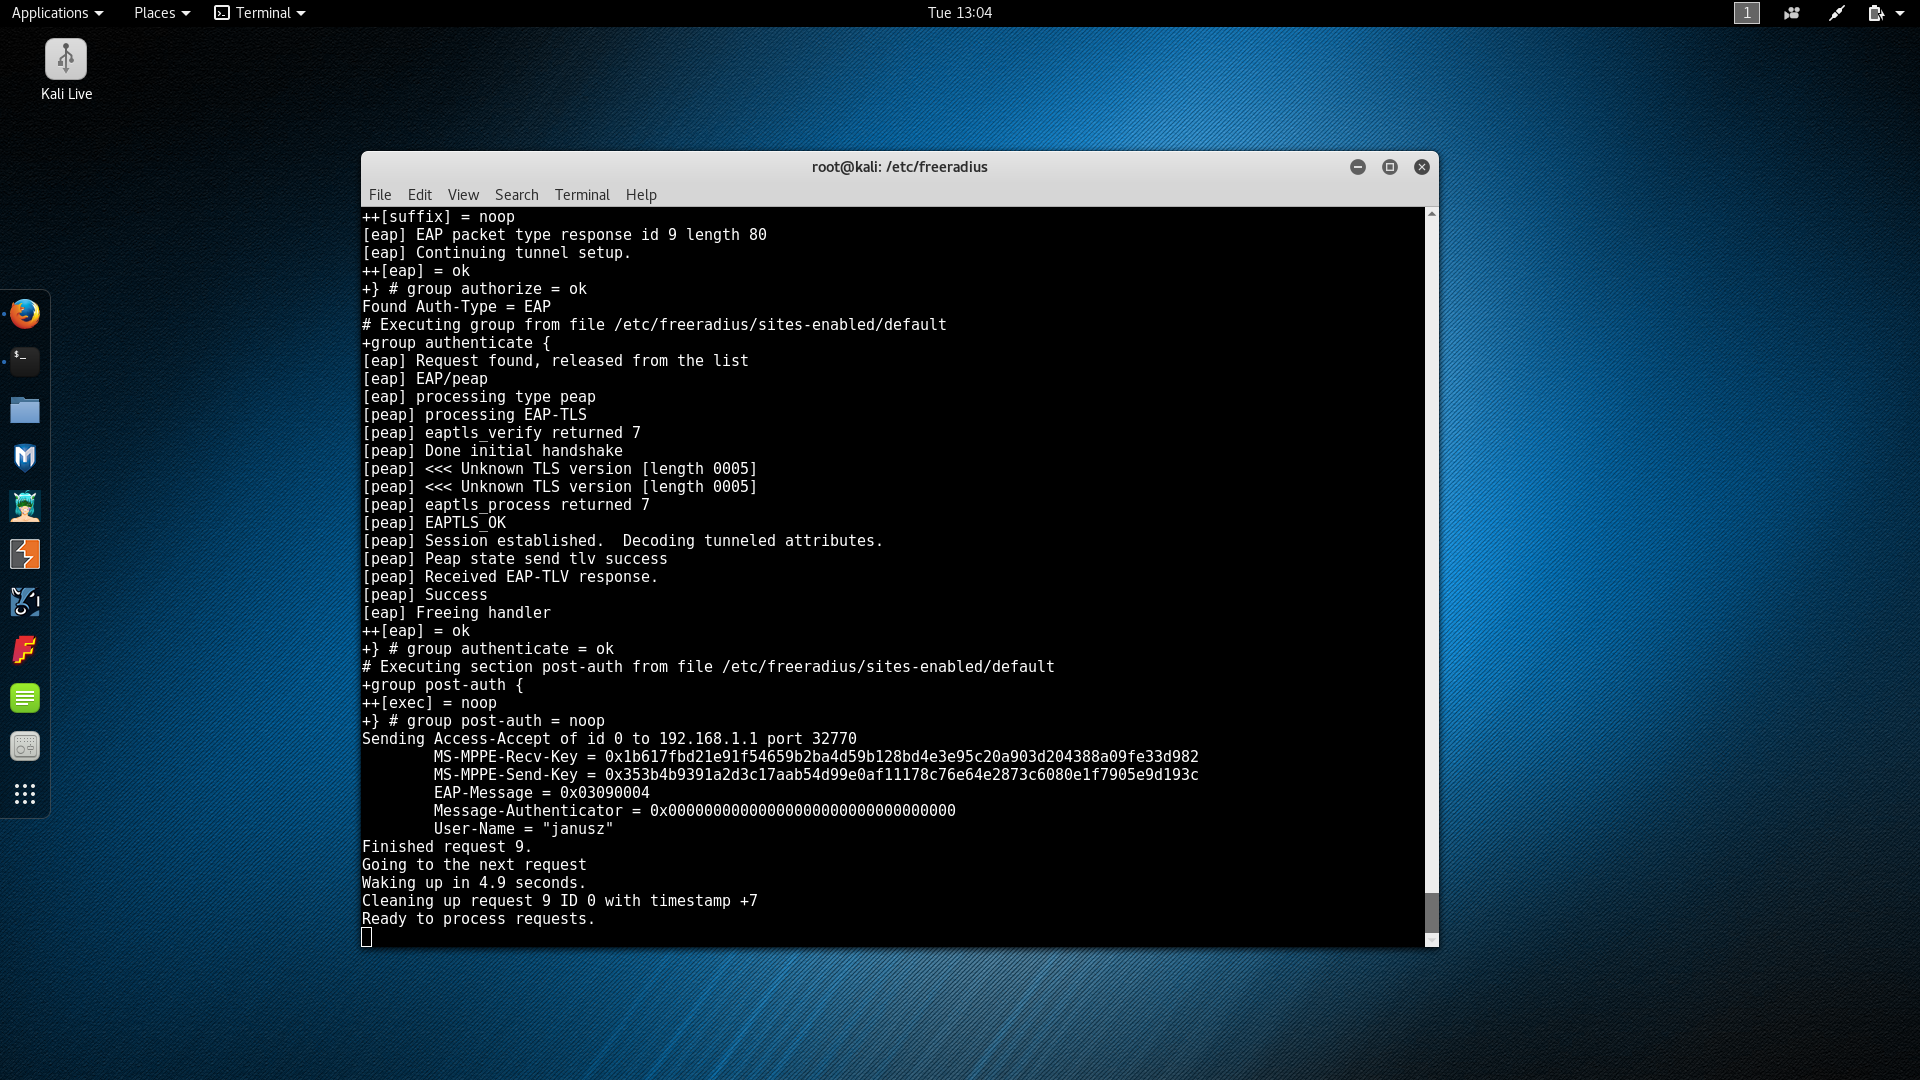 Applications Places Terminal Tue 13:04 1
Kali Live
root@kali: /etc/freeradius
File Edit View Search Terminal Help
++[suffix] = noop
[eap] EAP packet type response id 9 length 80
[eap] Continuing tunnel setup.
++[eap] = ok
+} # group authorize = ok
Found Auth-Type = EAP
# Executing group from file /etc/freeradius/sites-enabled/default
+group authenticate {
[eap] Request found, released from the list
[eap] EAP/peap
[eap] processing type peap
[peap] processing EAP-TLS
[peap] eaptls_verify returned 7
[peap] Done initial handshake
[peap] <<< Unknown TLS version [length 0005]
[peap] <<< Unknown TLS version [length 0005]
[peap] eaptls_process returned 7
[peap] EAPTLS_OK
[peap] Session established.  Decoding tunneled attributes.
[peap] Peap state send tlv success
[peap] Received EAP-TLV response.
[peap] Success
[eap] Freeing handler
++[eap] = ok
+} # group authenticate = ok
# Executing section post-auth from file /etc/freeradius/sites-enabled/default
+group post-auth {
++[exec] = noop
+} # group post-auth = noop
Sending Access-Accept of id 0 to 192.168.1.1 port 32770
MS-MPPE-Recv-Key = 0x1b617fbd21e91f54659b2ba4d59b128bd4e3e95c20a903d204388a09fe33d982
MS-MPPE-Send-Key = 0x353b4b9391a2d3c17aab54d99e0af11178c76e64e2873c6080e1f7905e9d193c
EAP-Message = 0x03090004
Message-Authenticator = 0x00000000000000000000000000000000
User-Name = "janusz"
Finished request 9.
Going to the next request
Waking up in 4.9 seconds.
Cleaning up request 9 ID 0 with timestamp +7
Ready to process requests.